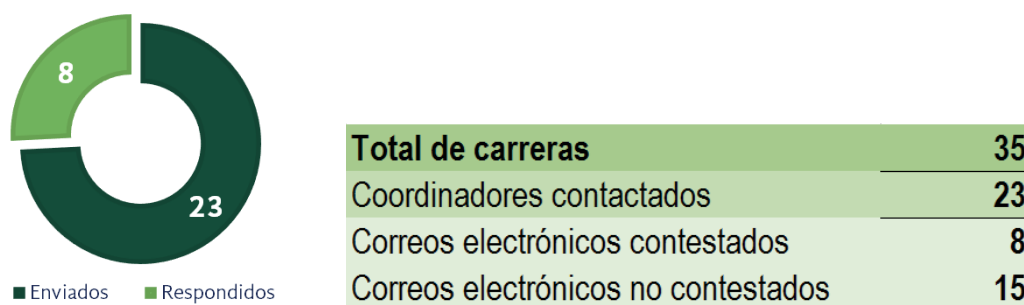 8
23
Enviados Respondidos
Total de carreras 35
Coordinadores contactados 23
Correos electrónicos contestados 8
Correos electrónicos no contestados 15